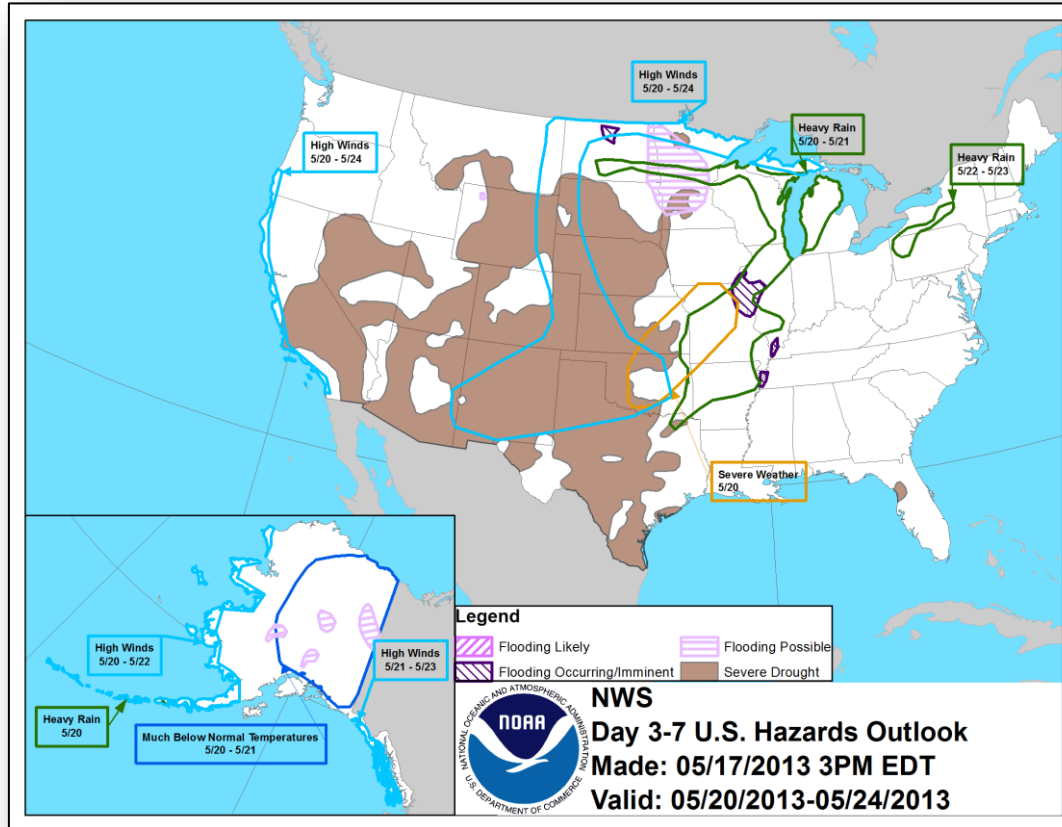 High Winds
5/20 - 5/24
High Winds
5/20 - 5/24
Heavy Rain
5/20 - 5/21
Heavy Rain
5/22 - 5/23
Severe Weather
5/20
High Winds
5/20 - 5/22
High Winds
5/21 - 5/23
Heavy Rain
5/20
Much Below Normal Temperatures
5/20 - 5/21
Legend
Flooding Likely
Flooding Possible
Flooding Occurring/Imminent
Severe Drought
NATIONAL OCEANIC AND ATMOSPHERIC ADMINISTRATION
NOAA
U.S. DEPARTMENT OF COMMERCE
NWS
Day 3-7 U.S. Hazards Outlook
Made: 05/17/2013 3PM EDT
Valid: 05/20/2013-05/24/2013